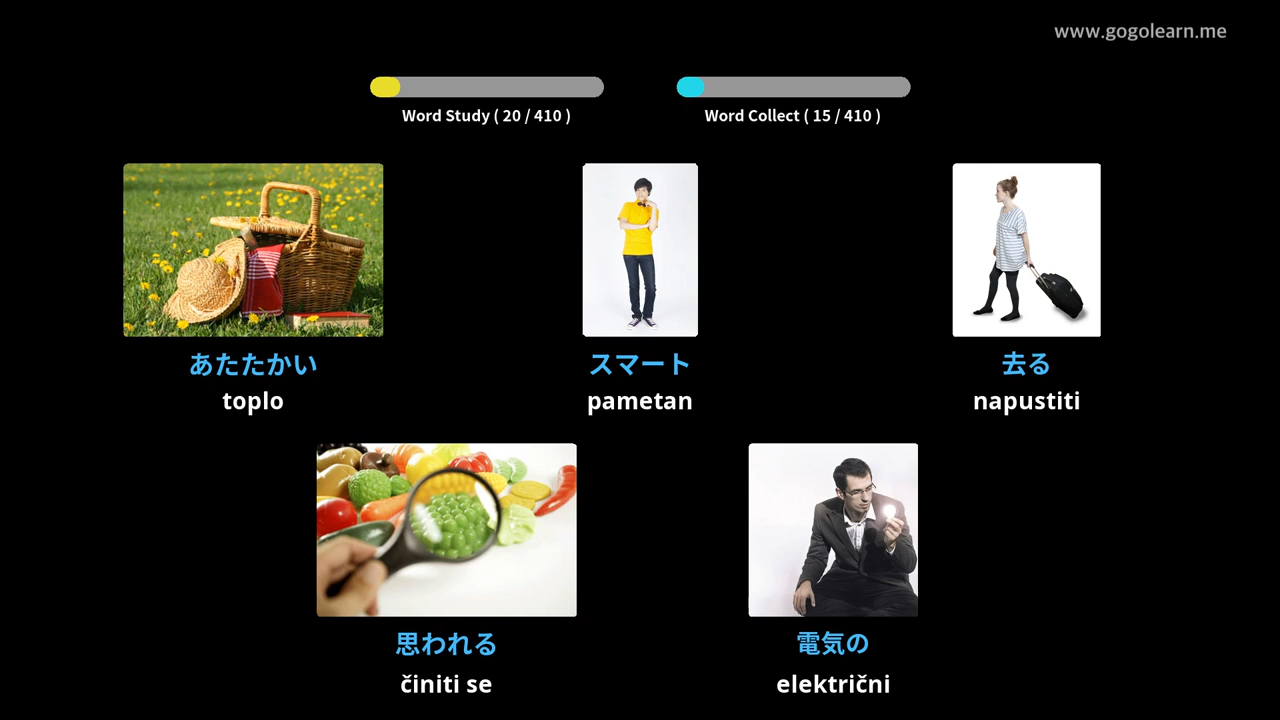 www.gogolearn.me
Word Study ( 20 / 410 )
Word Collect ( 15 / 410 )
あたたかい
toplo
スマート
pametan
去る
napustiti
思われる
činiti se
電気の
električni